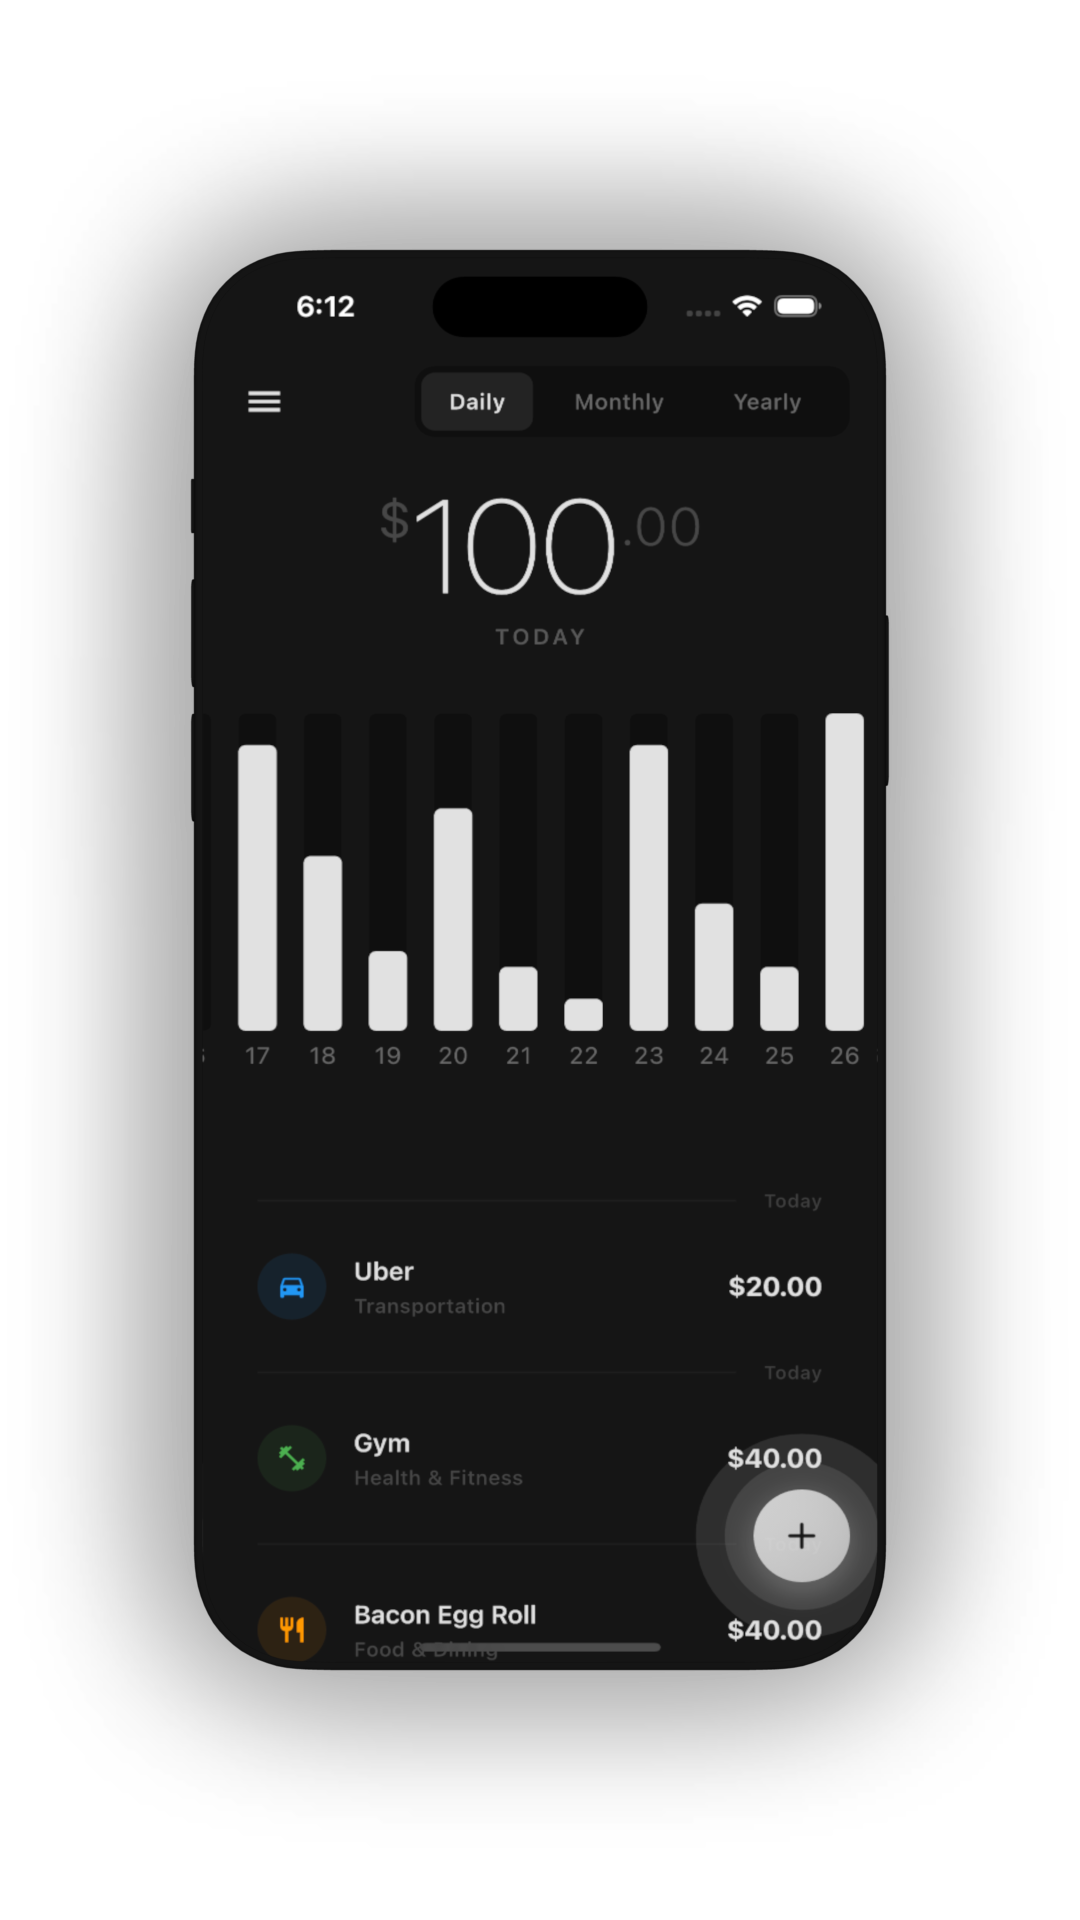 6:12
Daily Monthly Yearly
$100.00
TODAY
17 18 19 20 21 22 23 24 25 26
Today
Uber
Transportation
$20.00
Today
Gym
Health & Fitness
$40.00
Bacon Egg Roll
Food & Dining
$40.00